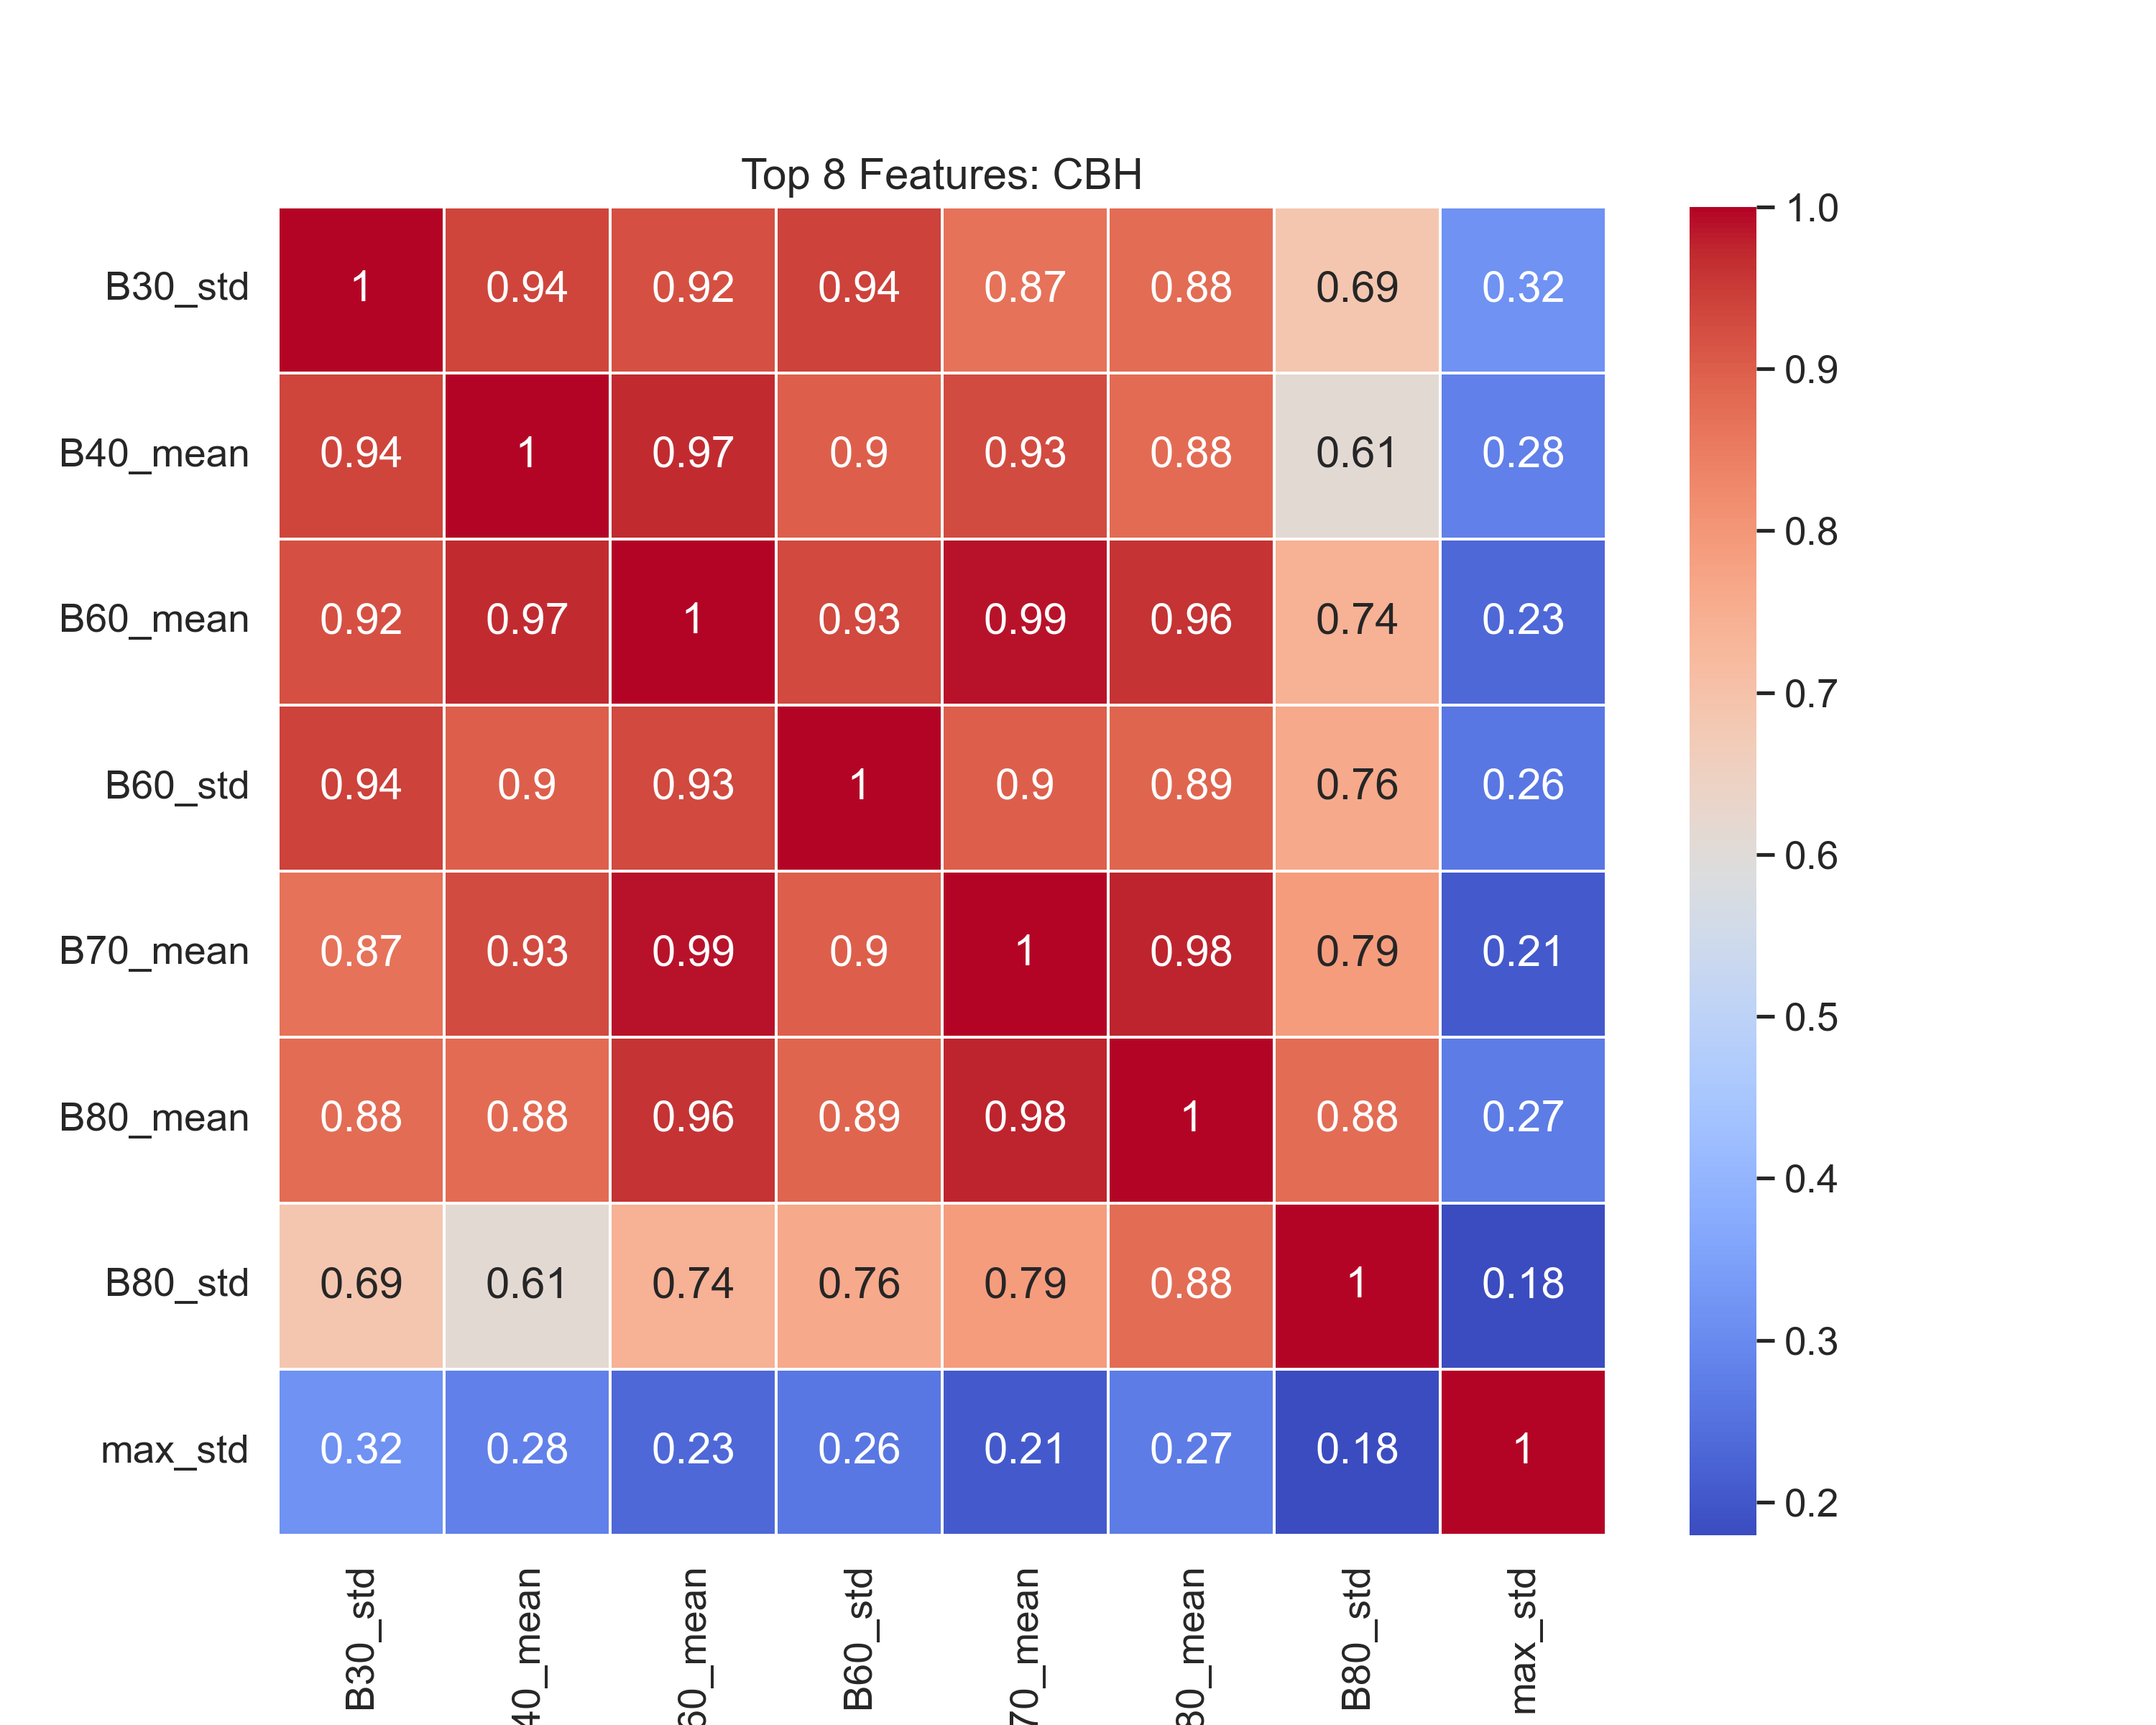 Top 8 Features: CBH
B30_std 1 0.94 0.92 0.94 0.87 0.88 0.69 0.32
B40_mean 0.94 1 0.97 0.9 0.93 0.88 0.61 0.28
B60_mean 0.92 0.97 1 0.93 0.99 0.96 0.74 0.23
B60_std 0.94 0.9 0.93 1 0.9 0.89 0.76 0.26
B70_mean 0.87 0.93 0.99 0.9 1 0.98 0.79 0.21
B80_mean 0.88 0.88 0.96 0.89 0.98 1 0.88 0.27
B80_std 0.69 0.61 0.74 0.76 0.79 0.88 1 0.18
max_std 0.32 0.28 0.23 0.26 0.21 0.27 0.18 1
B30_std
40_mean
60_mean
B60_std
70_mean
80_mean
B80_std
max_std
1.0
0.9
0.8
0.7
0.6
0.5
0.4
0.3
0.2